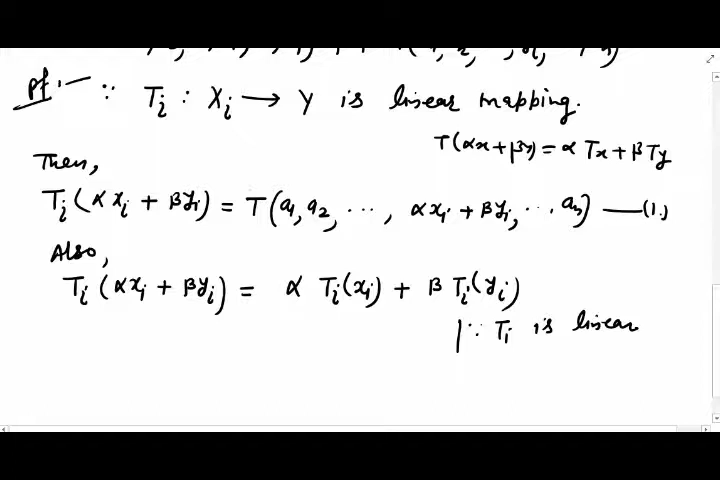 Pf:- ∵ Ti : Xi → Y is linear mapping.
T(αx+βy) = α Tx + β Ty
Then,
Ti(αxi + βyi) = T(a1, a2, ..., αxi + βyi, ... an) —(1.)
Also,
Ti(αxi + βyi) = α Ti(xi) + β Ti(yi)
|∵ Ti is linear